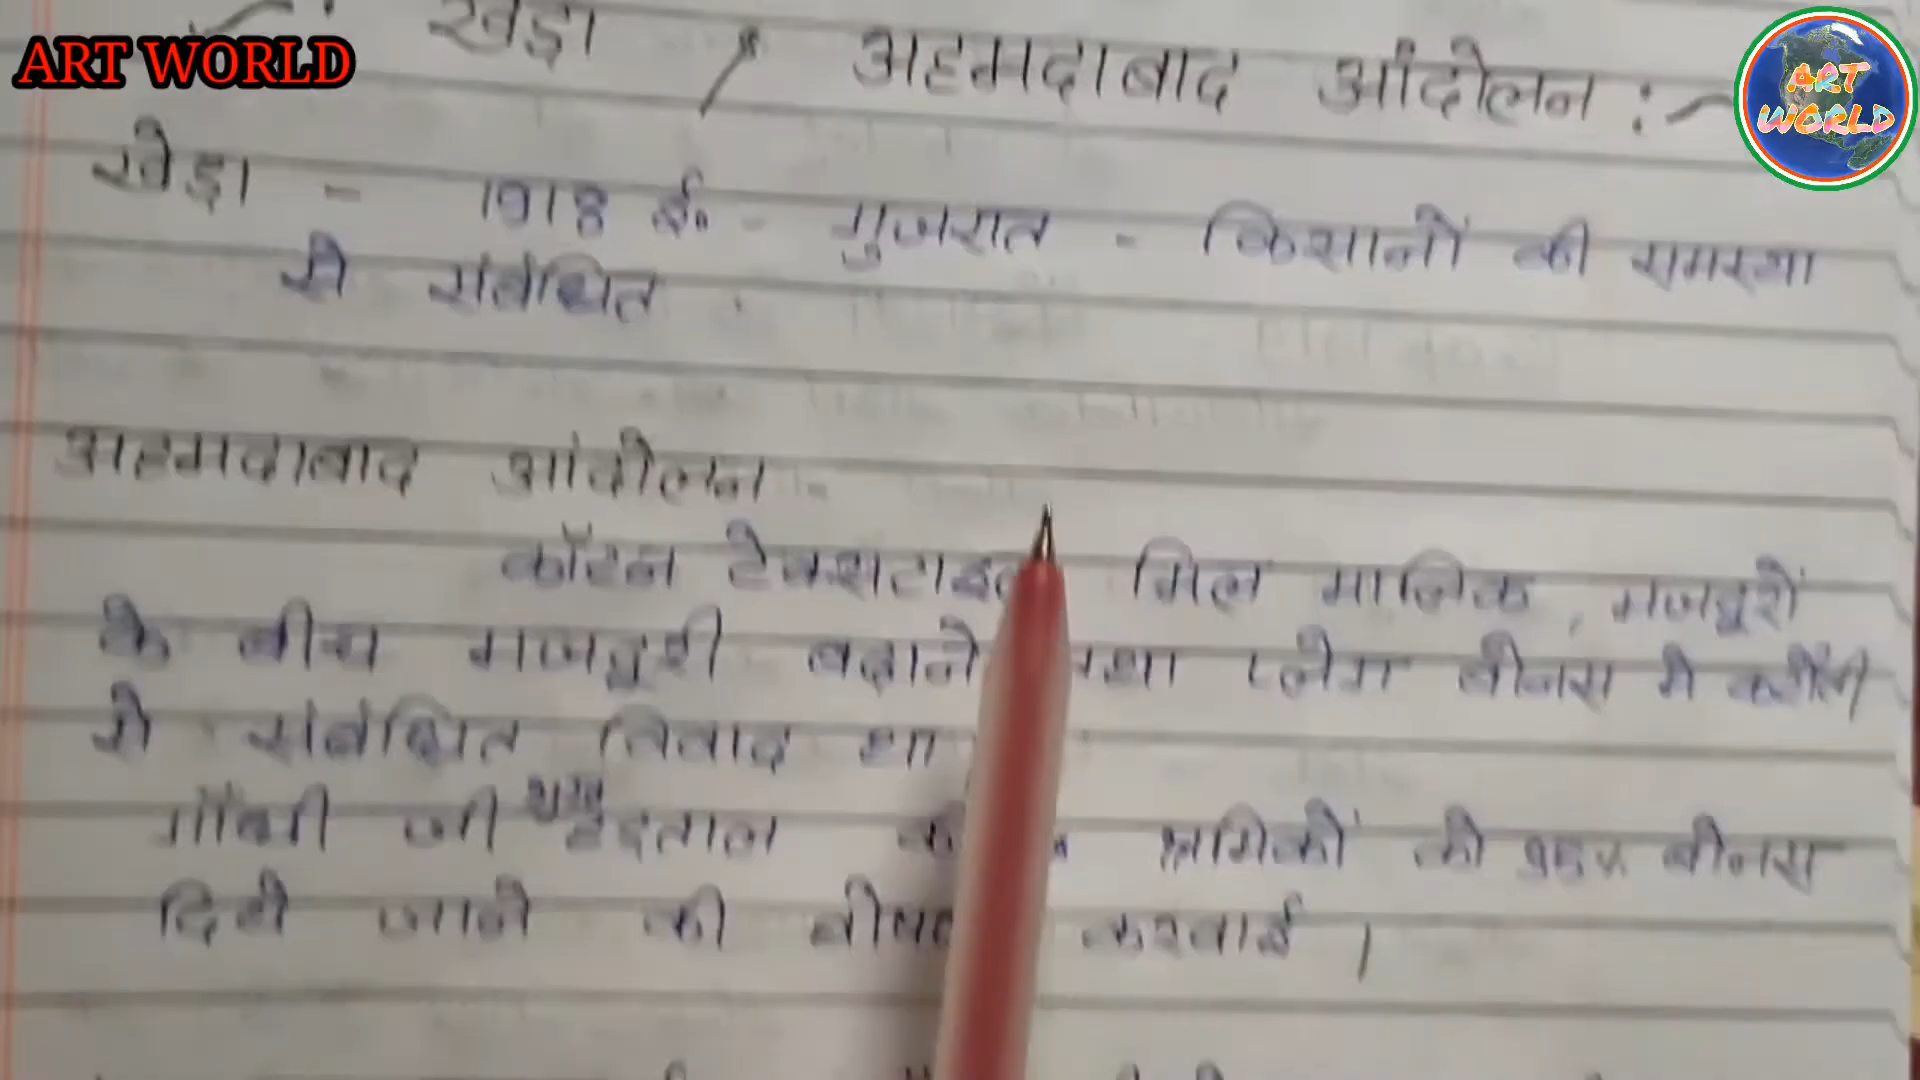 ART WORLD
खेड़ा / अहमदाबाद आंदोलन :-
ART WORLD
खेड़ा - 1918 ई० - गुजरात - किसानों की समस्या
से संबंधित
अहमदाबाद आंदोलन -
कॉटन टेक्सटाइल मिल मालिक, मजदूरों
के बीच मजदूरी बढ़ाने तथा प्लेग बोनस में कटौती
से संबंधित विवाद था
गाँधी जी भूख हड़ताल श्रमिकों को 35% बोनस
दिये जाने की करवाई ।